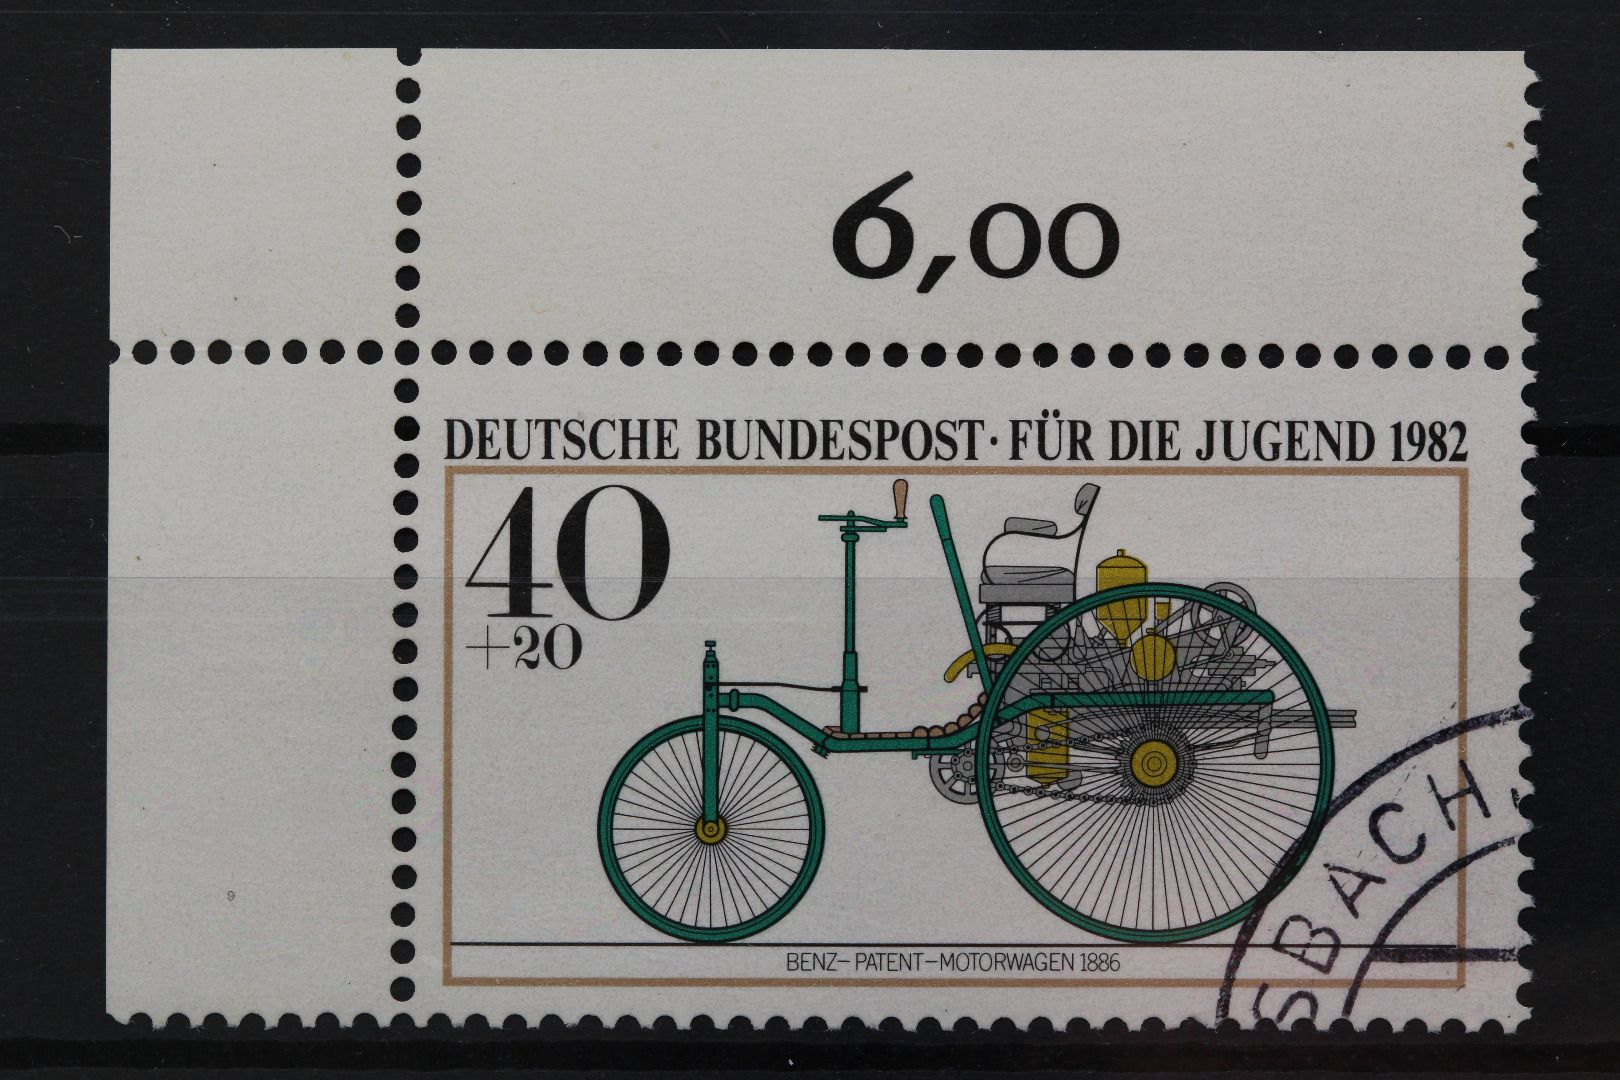 6,00
DEUTSCHE BUNDESPOST · FÜR DIE JUGEND 1982
40
+20
BENZ-PATENT-MOTORWAGEN 1886
SBACH